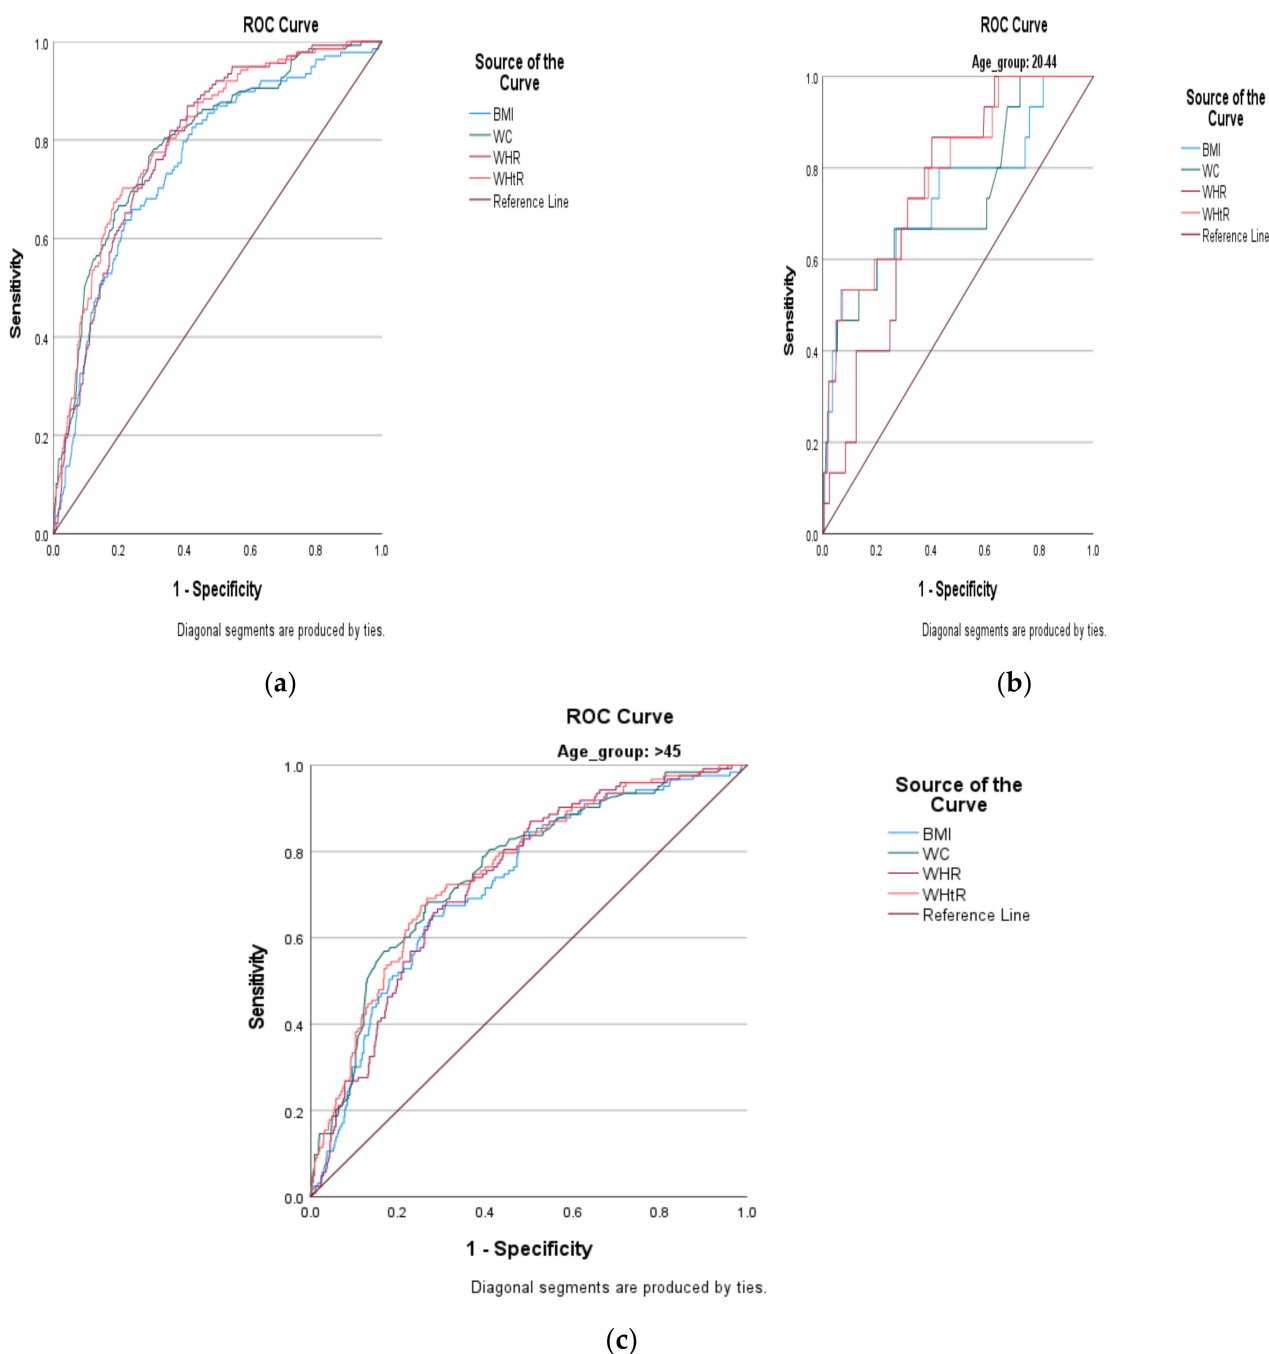 ROC Curve
Source of the
Curve
BMI
WC
WHR
WHtR
Reference Line
Sensitivity
1.0
0.8
0.6
0.4
0.2
0.0
0.0 0.2 0.4 0.6 0.8 1.0
1 - Specificity
Diagonal segments are produced by ties.
(a)
ROC Curve
Age_group: 20-44
Source of the
Curve
BMI
WC
WHR
WHtR
Reference Line
Sensitivity
1.0
0.8
0.6
0.4
0.2
0.0
0.0 0.2 0.4 0.6 0.8 1.0
1 - Specificity
Diagonal segments are produced by ties.
(b)
ROC Curve
Age_group: >45
Source of the
Curve
BMI
WC
WHR
WHtR
Reference Line
Sensitivity
1.0
0.8
0.6
0.4
0.2
0.0
0.0 0.2 0.4 0.6 0.8 1.0
1 - Specificity
Diagonal segments are produced by ties.
(c)